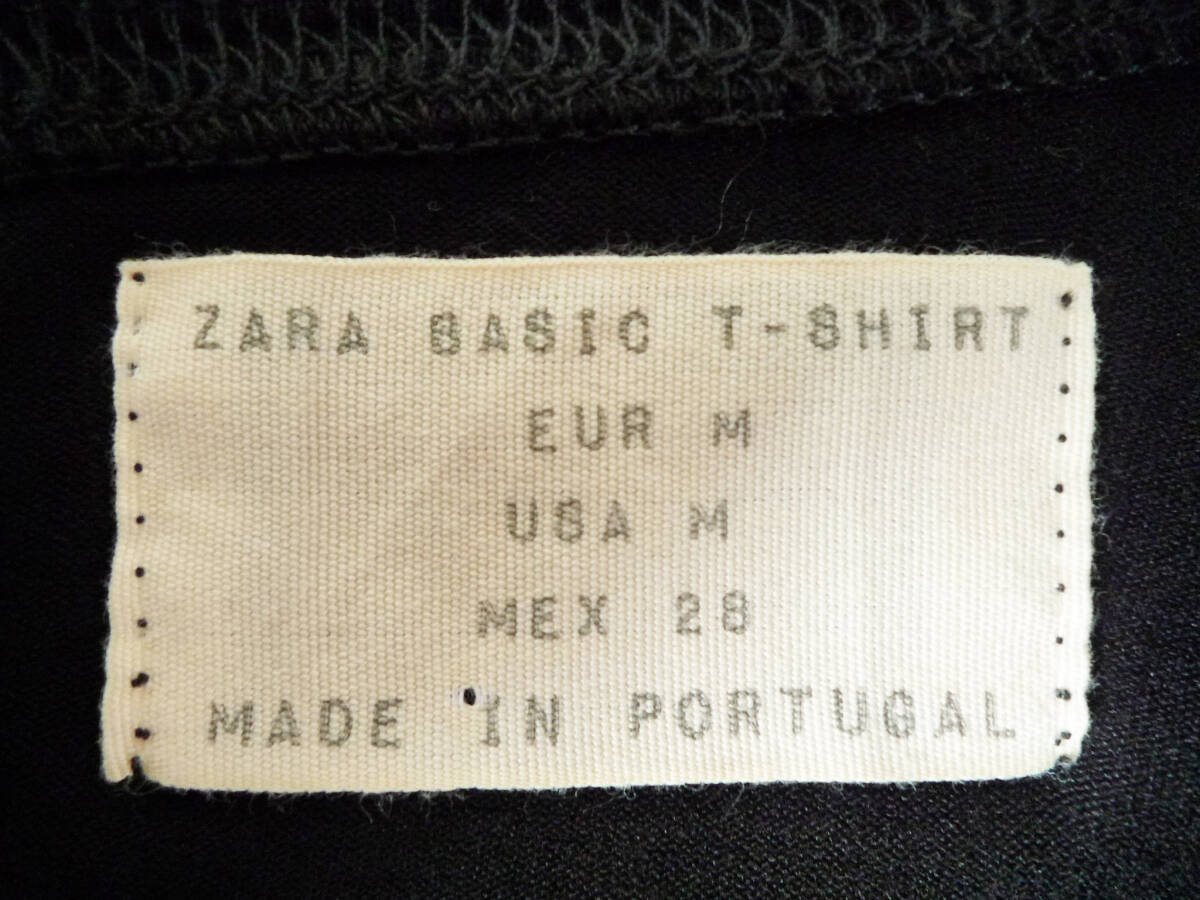 ZARA BASIC T-SHIRT
EUR M
USA M
MEX 28
MADE IN PORTUGAL